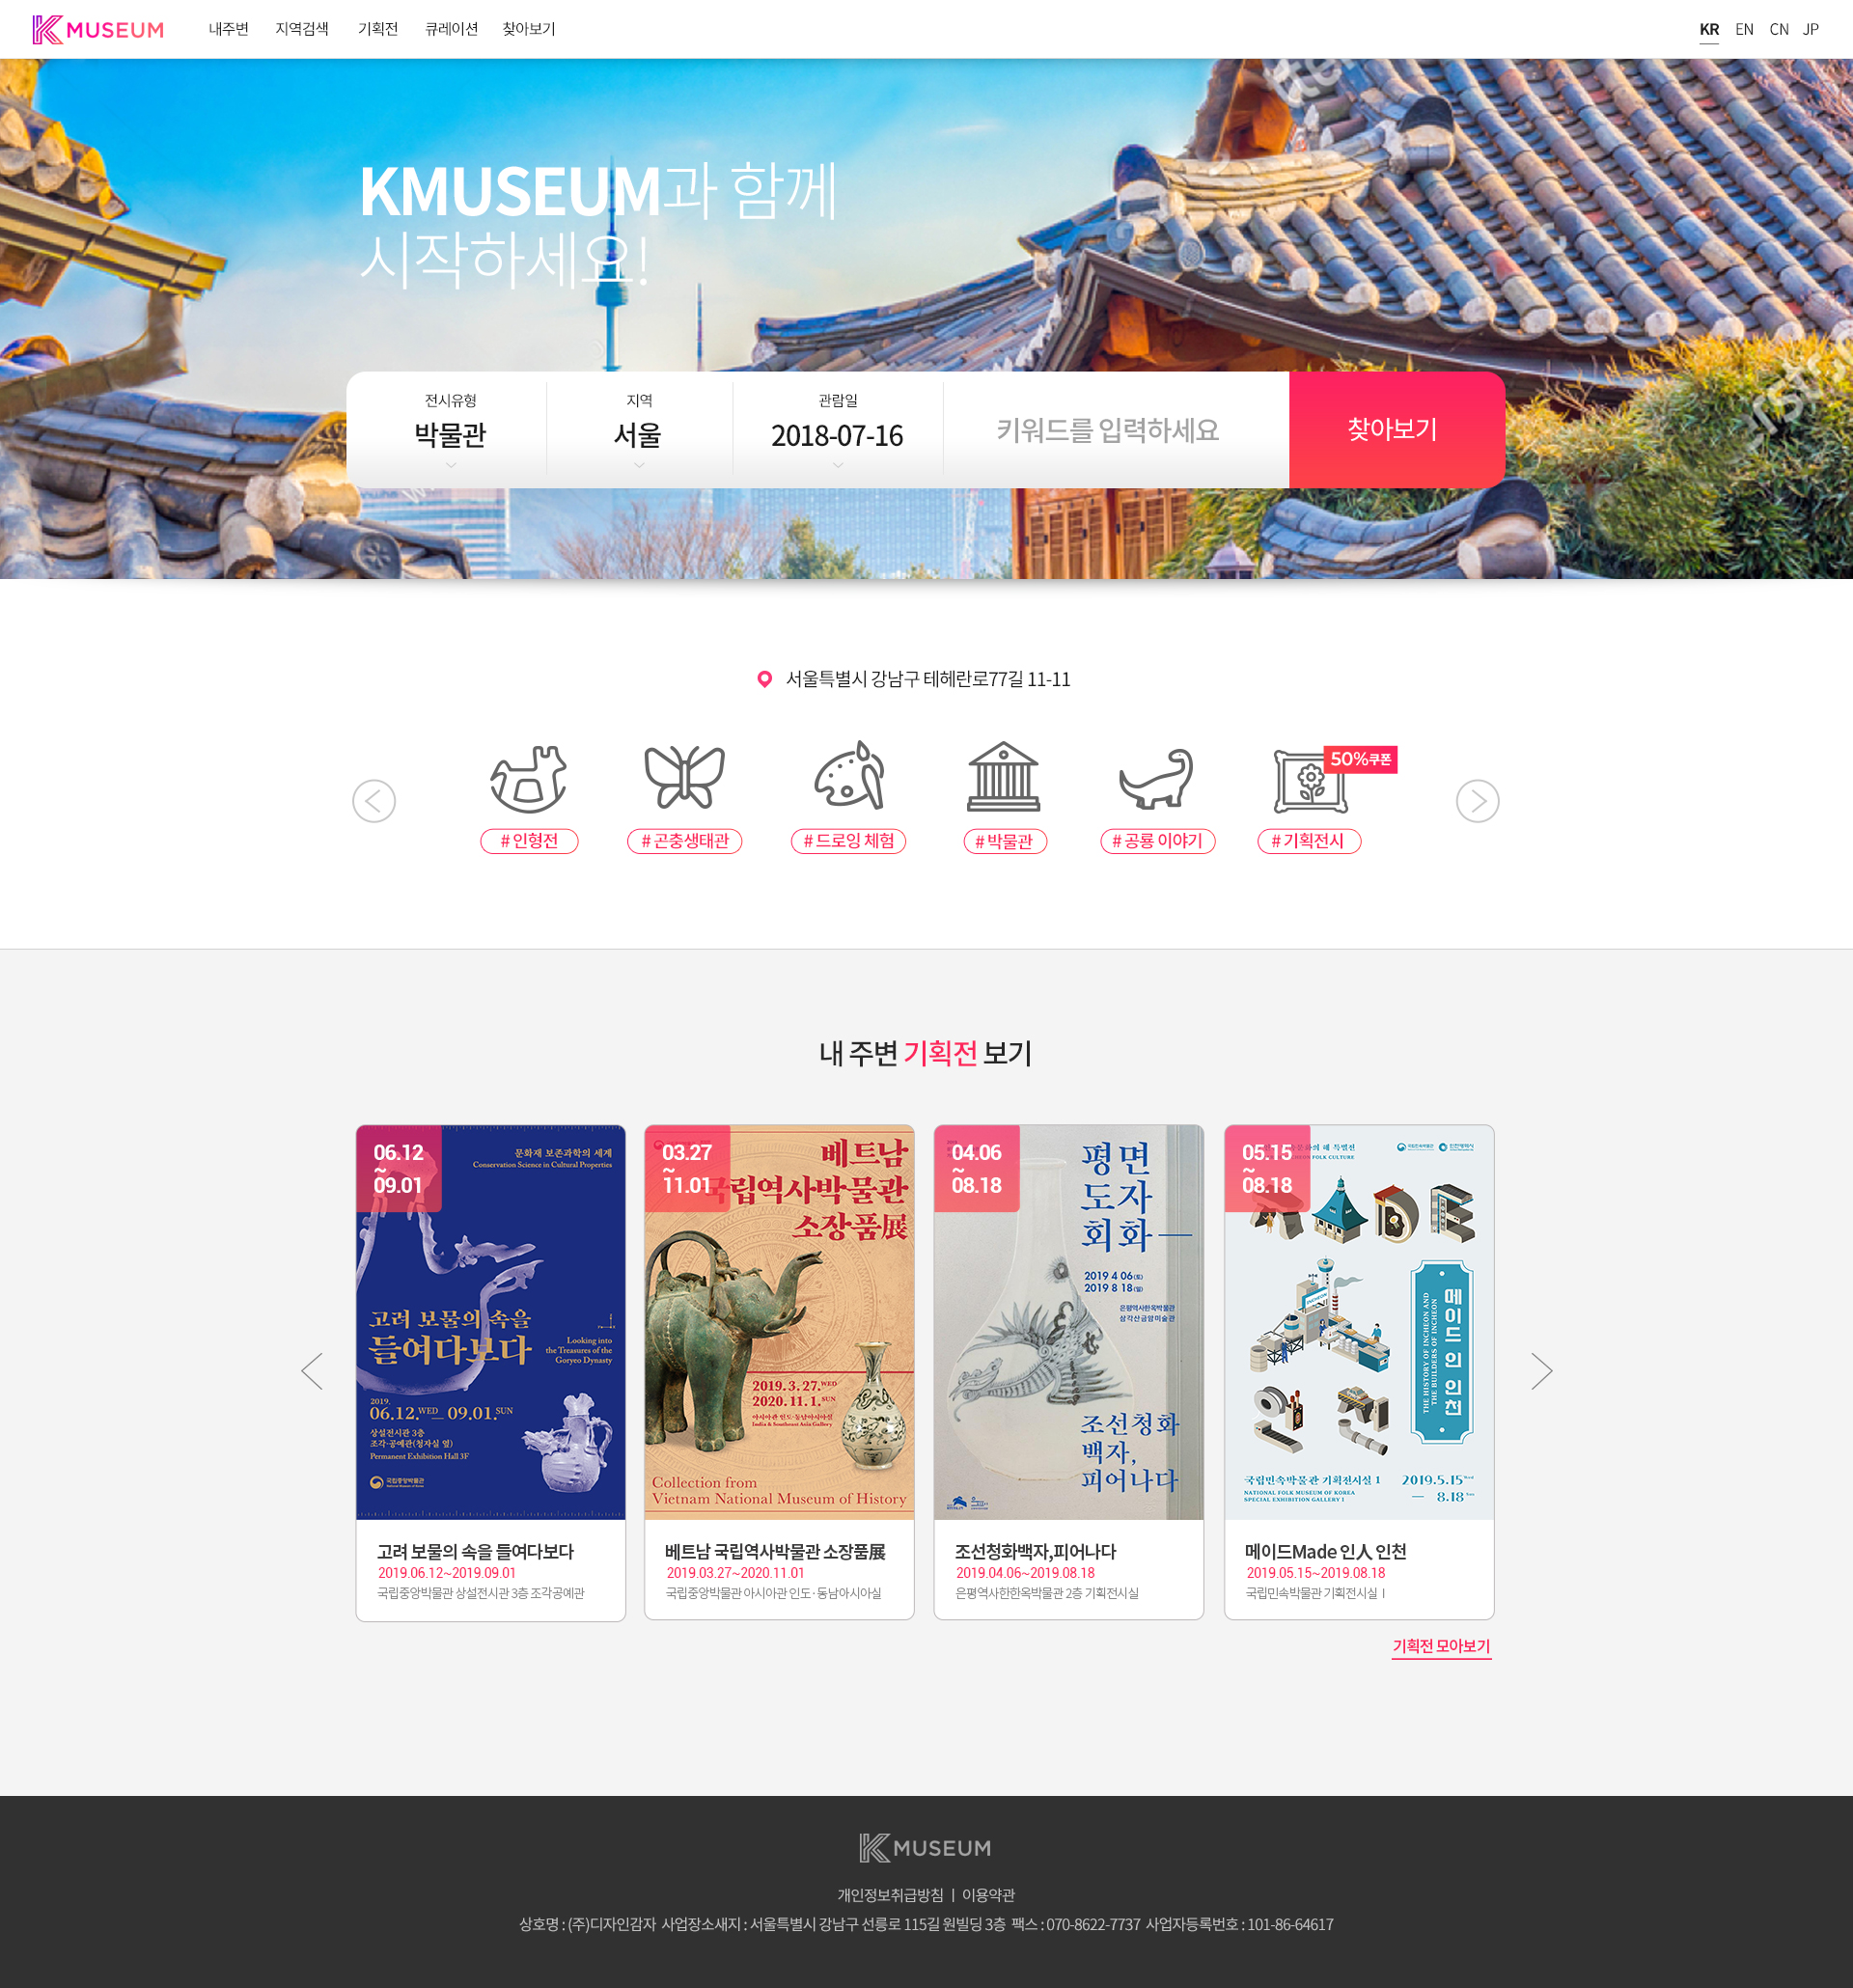 K MUSEUM
내주변 지역검색 기획전 큐레이션 찾아보기
KR EN CN JP
KMUSEUM과 함께
시작하세요!
전시유형
박물관
지역
서울
관람일
2018-07-16
키워드를 입력하세요
찾아보기
서울특별시 강남구 테헤란로77길 11-11
50%쿠폰
# 인형전
# 곤충생태관
# 드로잉 체험
# 박물관
# 공룡 이야기
# 기획전시
내 주변 기획전 보기
06.12
~
09.01
문화재 보존과학의 세계
Conservation Science in Cultural Properties
고려 보물의 속을
들여다보다
Looking into
the Treasures of the
Goryeo Dynasty
2019.
06.12.WED — 09.01.SUN
상설전시관 3층
조각·공예관(청자실 옆)
Permanent Exhibition Hall 3F
국립중앙박물관
고려 보물의 속을 들여다보다
2019.06.12~2019.09.01
국립중앙박물관 상설전시관 3층 조각공예관
03.27
~
11.01
베트남
국립역사박물관
소장품展
2019.3.27.WED
2020.11.1.SUN
아시아관 인도·동남아시아실
India & Southeast Asia Gallery
Collection from
Vietnam National Museum of History
베트남 국립역사박물관 소장품展
2019.03.27~2020.11.01
국립중앙박물관 아시아관 인도·동남아시아실
04.06
~
08.18
평면
도자
회화
2019 4 06(토)
2019 8 18(일)
은평역사한옥박물관
삼각산금암미술관
조선청화
백자,
피어나다
조선청화백자,피어나다
2019.04.06~2019.08.18
은평역사한한옥박물관 2층 기획전시실
05.15
~
08.18
문화의 해 특별전
FOLK CULTURE
국립민속박물관
메이드 인 인천
THE HISTORY OF INCHEON AND
THE BUILDERS OF INCHEON
INCHEON
국립민속박물관 기획전시실 1
NATIONAL FOLK MUSEUM OF KOREA
SPECIAL EXHIBITION GALLERY I
2019.5.15
— 8.18
메이드Made 인人 인천
2019.05.15~2019.08.18
국립민속박물관 기획전시실 Ⅰ
기획전 모아보기
K MUSEUM
개인정보취급방침 | 이용약관
상호명 : (주)디자인감자 사업장소새지 : 서울특별시 강남구 선릉로 115길 원빌딩 3층 팩스 : 070-8622-7737 사업자등록번호 : 101-86-64617